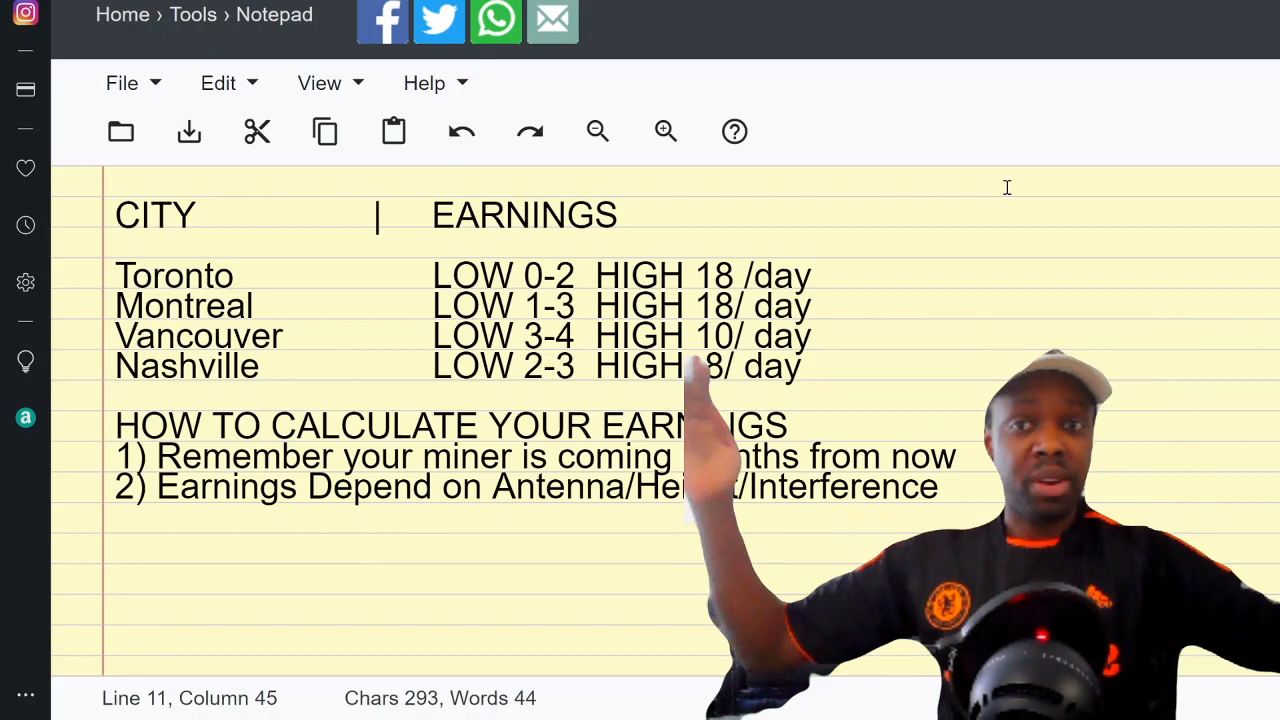 Home › Tools › Notepad
File Edit View Help
CITY | EARNINGS
Toronto LOW 0-2 HIGH 18 /day
Montreal LOW 1-3 HIGH 18/ day
Vancouver LOW 3-4 HIGH 10/ day
Nashville LOW 2-3 HIGH 8/ day
HOW TO CALCULATE YOUR EARNINGS
1) Remember your miner is coming from now
2) Earnings Depend on Antenna/Height/Interference
Line 11, Column 45 Chars 293, Words 44